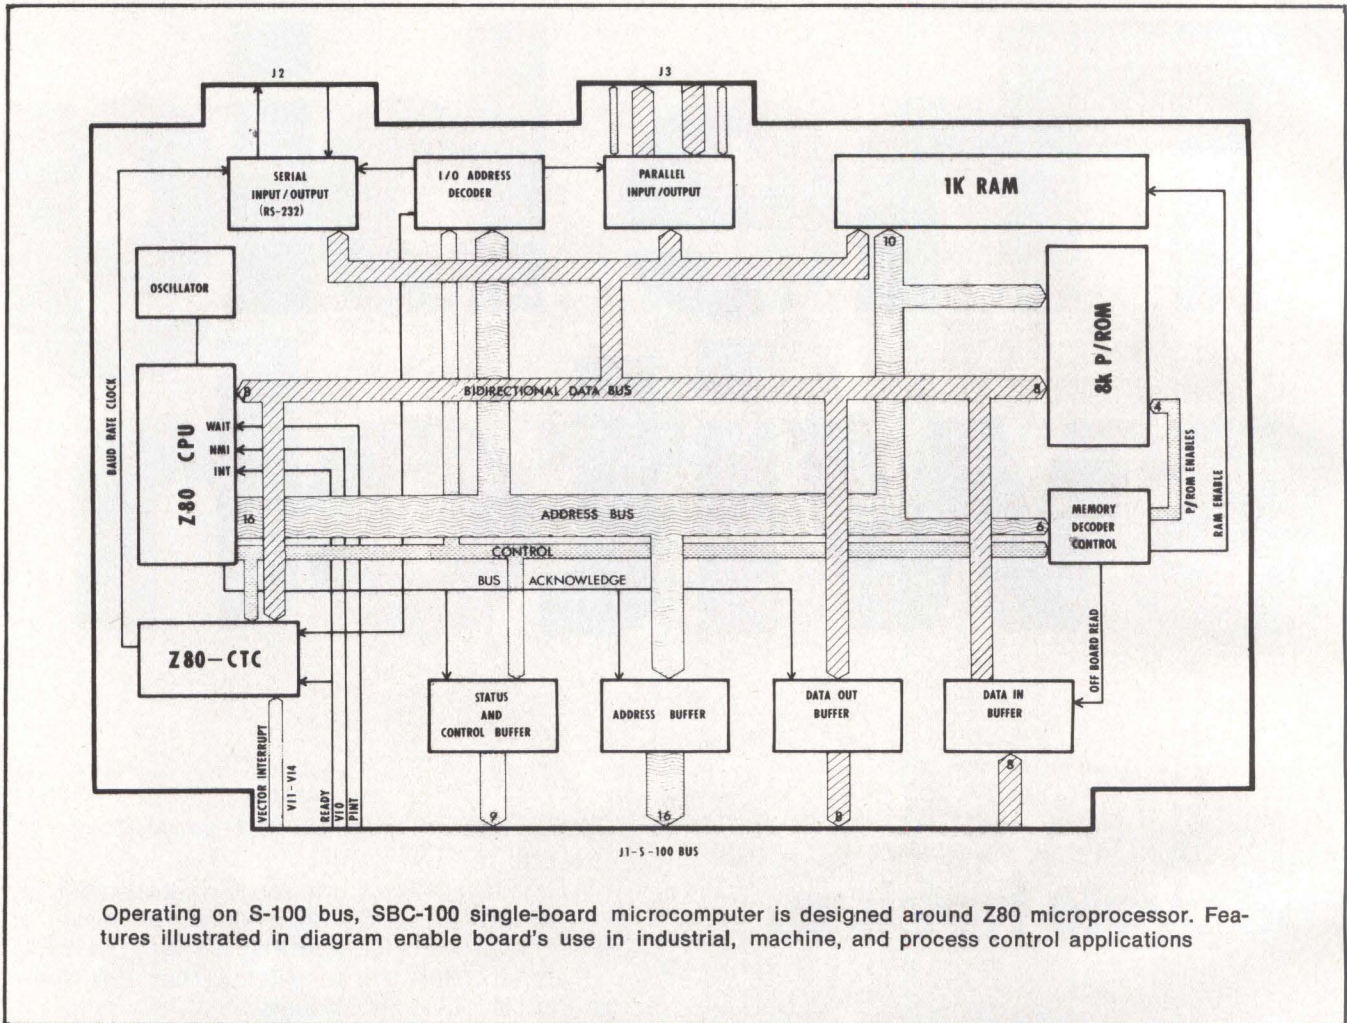 J2
J3
SERIAL
INPUT/OUTPUT
(RS-232)
I/O ADDRESS
DECODER
PARALLEL
INPUT/OUTPUT
1K RAM
10
OSCILLATOR
8k P/ROM
BAUD RATE CLOCK
8
BIDIRECTIONAL DATA BUS
8
4
Z80 CPU
WAIT
NMI
INT
P/ROM ENABLES
RAM ENABLE
16
ADDRESS BUS
6
MEMORY
DECODER
CONTROL
CONTROL
BUS ACKNOWLEDGE
Z80-CTC
OFF BOARD READ
STATUS
AND
CONTROL BUFFER
ADDRESS BUFFER
DATA OUT
BUFFER
DATA IN
BUFFER
VECTOR INTERRUPT
VI1-VI4
READY
VIO
PINT
9
16
8
8
J1-S-100 BUS
Operating on S-100 bus, SBC-100 single-board microcomputer is designed around Z80 microprocessor. Fea-
tures illustrated in diagram enable board's use in industrial, machine, and process control applications